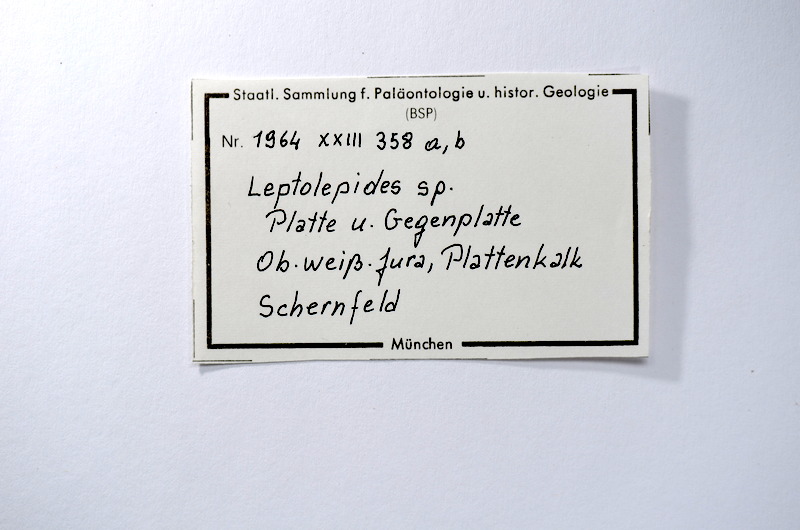 Staatl. Sammlung f. Paläontologie u. histor. Geologie
(BSP)
Nr. 1964 XXIII 358 a, b
Leptolepides sp.
Platte u. Gegenplatte
Ob. weiß. Jura, Plattenkalk
Schernfeld
München